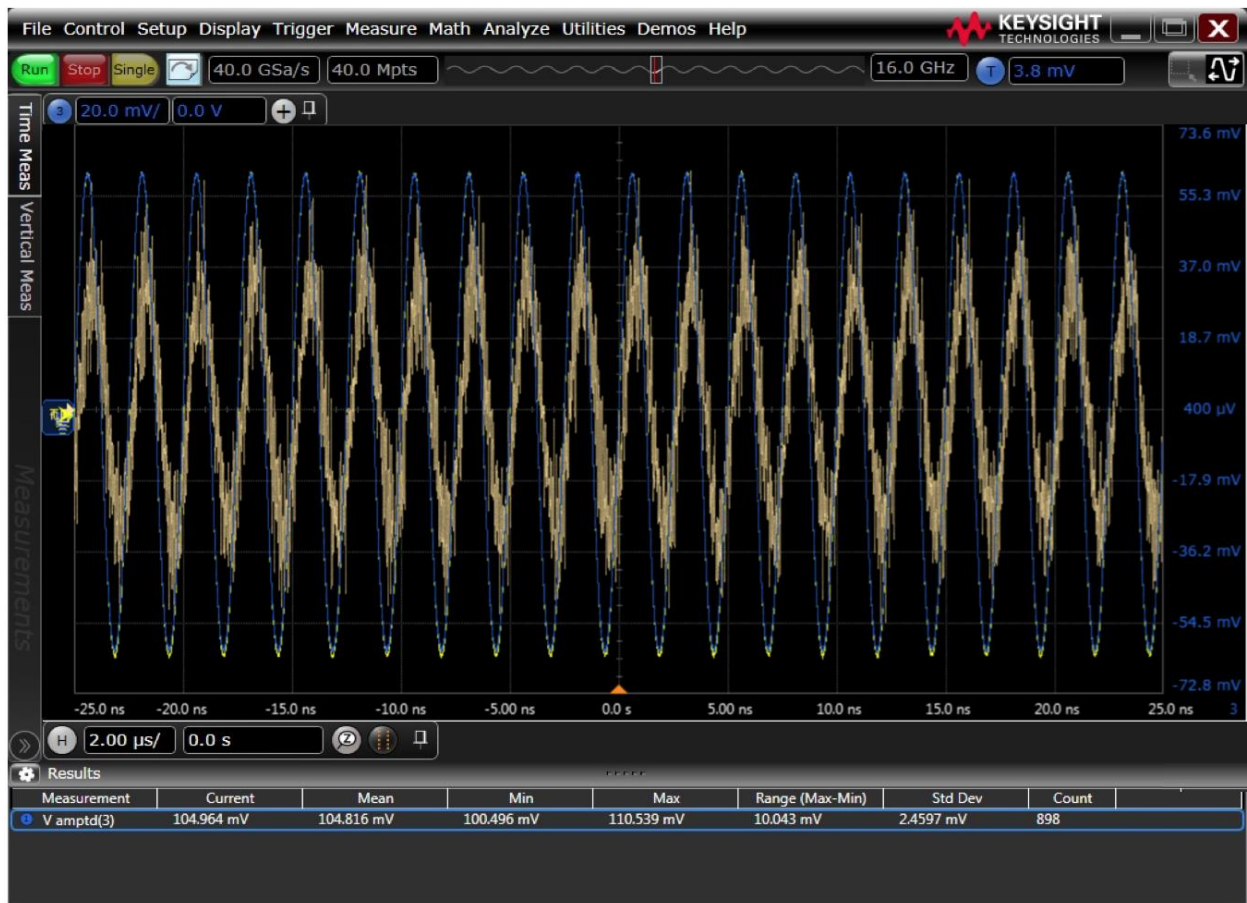 File Control Setup Display Trigger Measure Math Analyze Utilities Demos Help
KEYSIGHT
TECHNOLOGIES
Run Stop Single 40.0 GSa/s 40.0 Mpts 16.0 GHz T 3.8 mV
Time Meas
Vertical Meas
Measurements
3 20.0 mV/ 0.0 V
73.6 mV
55.3 mV
37.0 mV
18.7 mV
400 µV
-17.9 mV
-36.2 mV
-54.5 mV
-72.8 mV
-25.0 ns -20.0 ns -15.0 ns -10.0 ns -5.00 ns 0.0 s 5.00 ns 10.0 ns 15.0 ns 20.0 ns 25.0 ns 3
H 2.00 µs/ 0.0 s Z
Results
Measurement Current Mean Min Max Range (Max-Min) Std Dev Count
1 V amptd(3) 104.964 mV 104.816 mV 100.496 mV 110.539 mV 10.043 mV 2.4597 mV 898